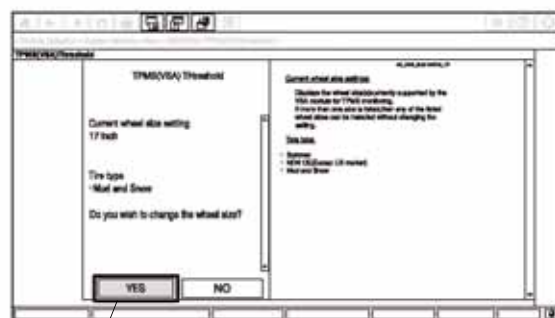 TPMS(VSA)Threshold
TPMS(VSA) THreshold
Current wheel size setting
17 Inch
Tire type
・Mud and Snow
Do you wish to change the wheel size?
YES
NO
Current wheel size settings
Displays the wheel size currently supported by the
VSA module for TPMS monitoring.
If more than one size is listed, then any of the listed
wheel sizes can be installed without changing the
setting.
Tire type
・Summer
・Mud and Snow